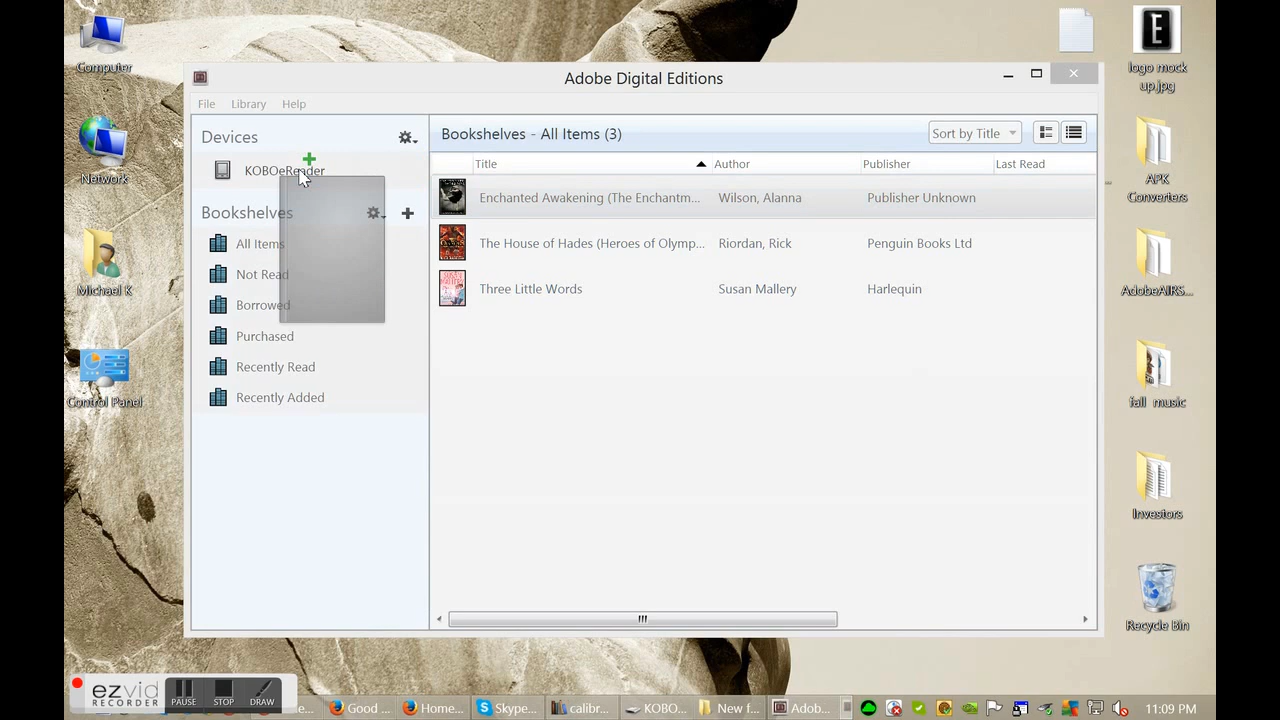 Computer
Network
Michael K
Control Panel
Adobe Digital Editions
File Library Help
Devices
KOBOeReader
Bookshelves
All Items
Not Read
Borrowed
Purchased
Recently Read
Recently Added
Bookshelves - All Items (3)
Sort by Title
Title Author Publisher Last Read
Enchanted Awakening (The Enchantm... Wilson, Alanna Publisher Unknown
The House of Hades (Heroes of Olymp... Riordan, Rick Penguin Books Ltd
Three Little Words Susan Mallery Harlequin
E
logo mock
up.jpg
APK
Converters
AdobeAIRS...
fall music
Investors
Recycle Bin
ezvid
RECORDER
PAUSE STOP DRAW
Good ... Home... Skype... calibr... KOBO... New f... Adob...
11:09 PM